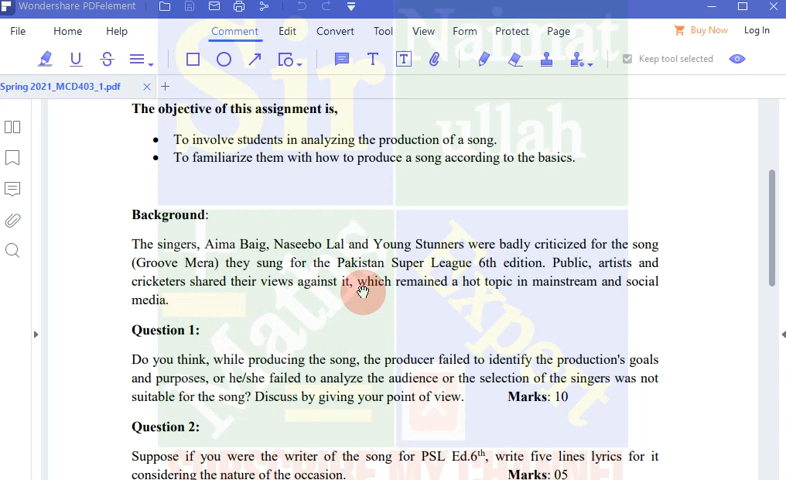 Wondershare PDFelement
File Home Help Comment Edit Convert Tool View Form Protect Page Buy Now Log In
Keep tool selected
Spring 2021_MCD403_1.pdf
Sir Naimat
ullah
Maths Expert
The objective of this assignment is,
• To involve students in analyzing the production of a song.
• To familiarize them with how to produce a song according to the basics.
Background:
The singers, Aima Baig, Naseebo Lal and Young Stunners were badly criticized for the song
(Groove Mera) they sung for the Pakistan Super League 6th edition. Public, artists and
cricketers shared their views against it, which remained a hot topic in mainstream and social
media.
Question 1:
Do you think, while producing the song, the producer failed to identify the production's goals
and purposes, or he/she failed to analyze the audience or the selection of the singers was not
suitable for the song? Discuss by giving your point of view. Marks: 10
Question 2:
Suppose if you were the writer of the song for PSL Ed.6th, write five lines lyrics for it
considering the nature of the occasion. Marks: 05
SUBSCRIBE MY CHANNEL